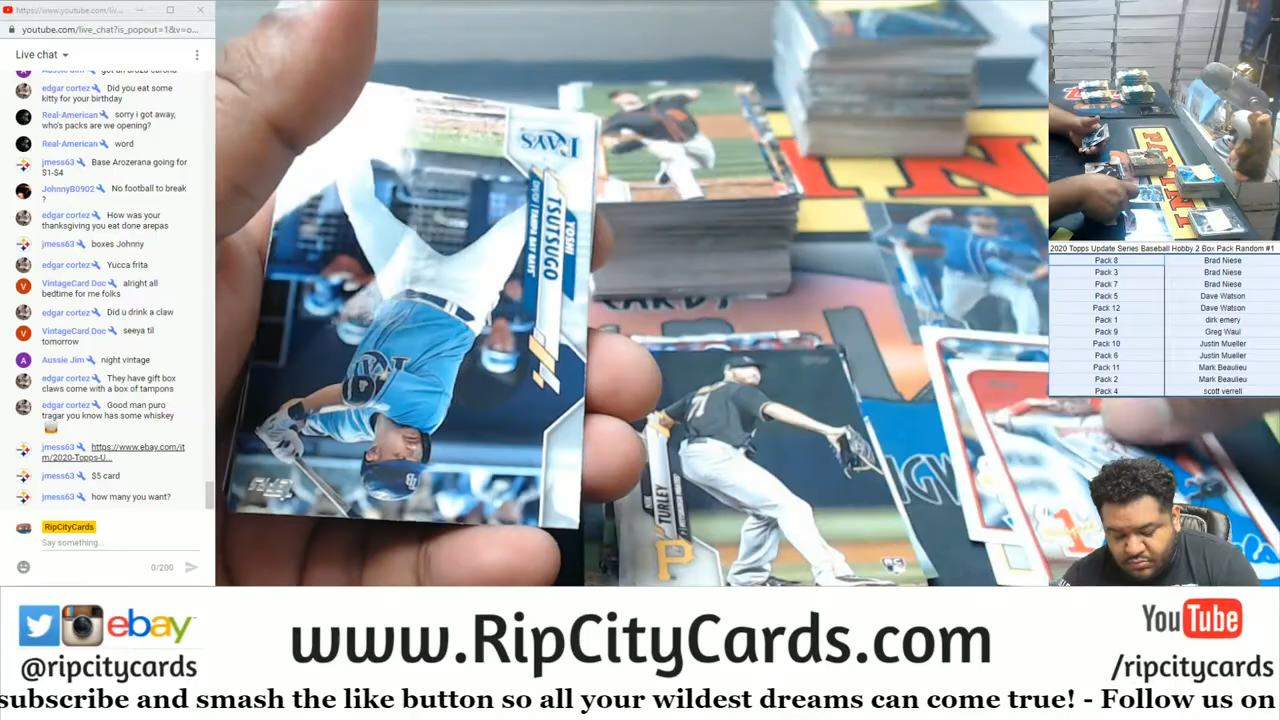 https://www.youtube.com/liv...
youtube.com/live_chat?is_popout=1&v=o...
Live chat
edgar cortez Did you eat some
kitty for your birthday
Real-American sorry i got away,
who's packs are we opening?
Real-American word
jmess63 Base Arozerana going for
$1-$4
JohnnyB0902 No football to break
?
edgar cortez How was your
thanksgiving you eat done arepas
jmess63 boxes Johnny
edgar cortez Yucca frita
VintageCard Doc alright all
bedtime for me folks
edgar cortez Did u drink a claw
VintageCard Doc seeya til
tomorrow
Aussie Jim night vintage
edgar cortez They have gift box
claws come with a box of tampons
edgar cortez Good man puro
tragar you know has some whiskey
jmess63 https://www.ebay.com/it
m/2020-Topps-U...
jmess63 $5 card
jmess63 how many you want?
RipCityCards
Say something...
0/200
RAYS
YOSHI
TSUTSUGO
NIK
TURLEY
PITTSBURGH PIRATES
P
PANINI
2020 Topps Update Series Baseball Hobby 2 Box Pack Random #1
Pack 8 Brad Niese
Pack 3 Brad Niese
Pack 7 Brad Niese
Pack 5 Dave Watson
Pack 12 Dave Watson
Pack 1 dirk emery
Pack 9 Greg Waul
Pack 10 Justin Mueller
Pack 6 Justin Mueller
Pack 11 Mark Beaulieu
Pack 2 Mark Beaulieu
Pack 4 scott verrell
ebay
@ripcitycards
www.RipCityCards.com
YouTube
/ripcitycards
subscribe and smash the like button so all your wildest dreams can come true! - Follow us on